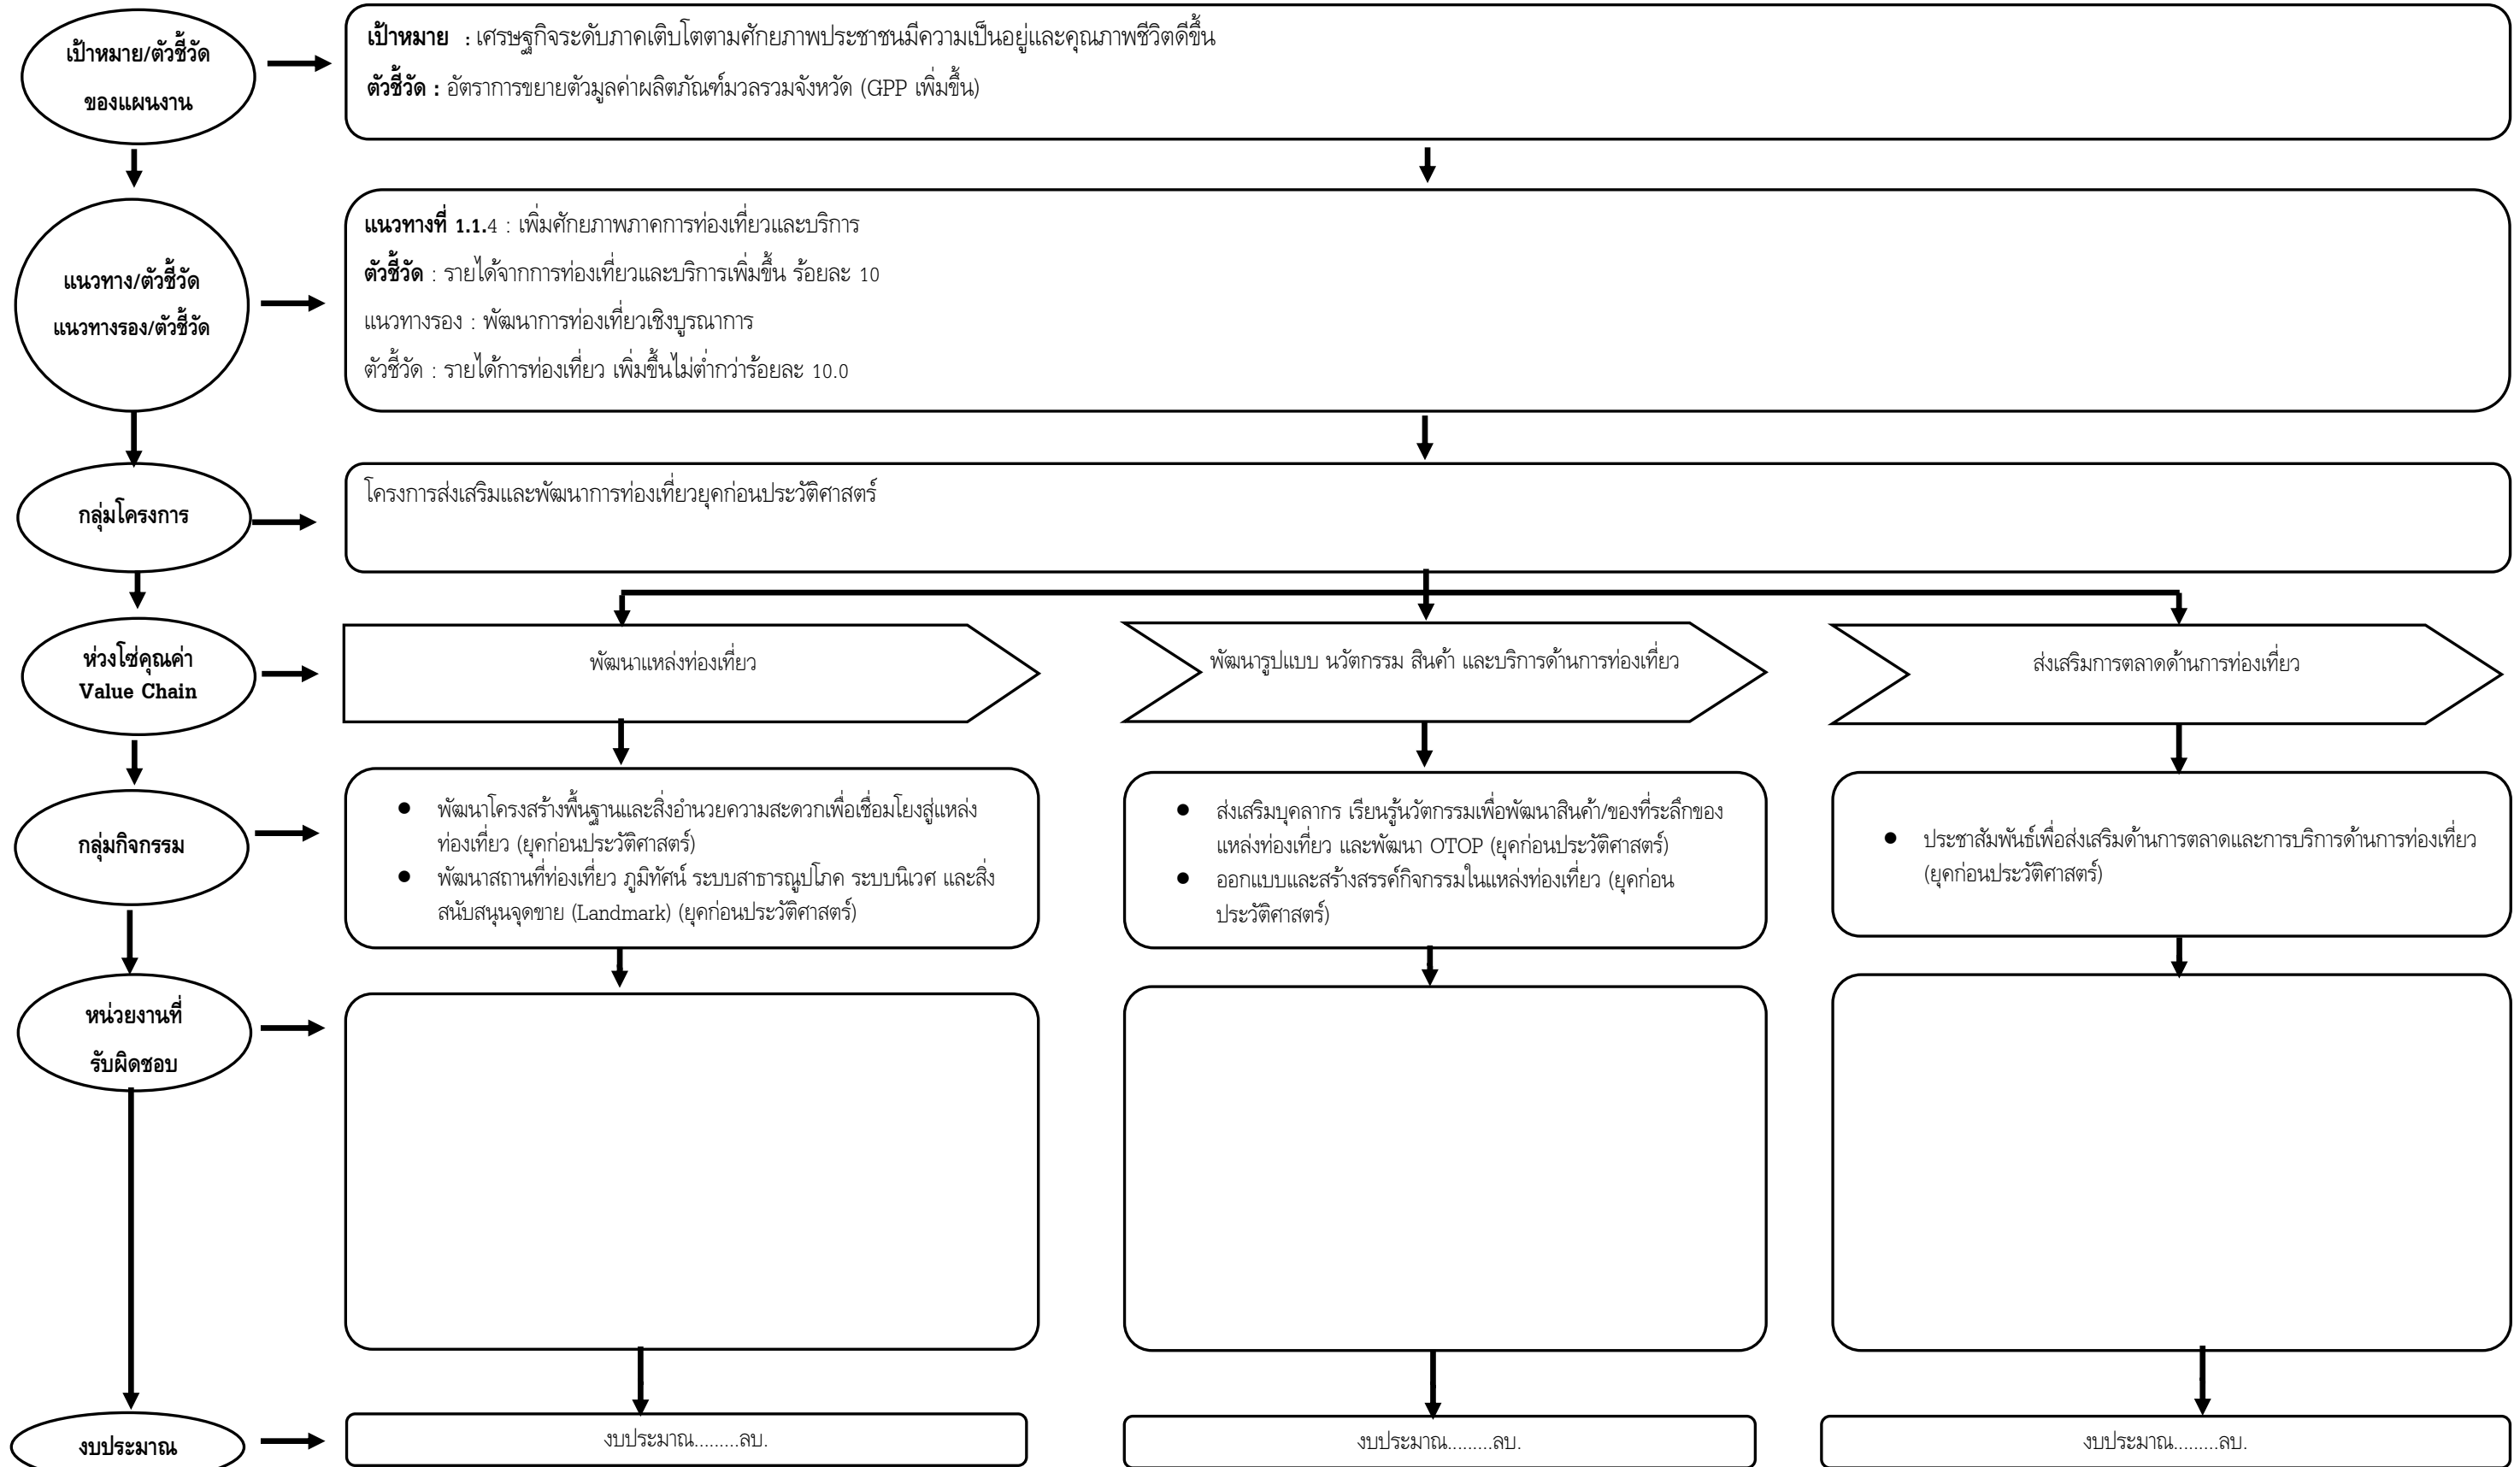 เป้าหมาย/ตัวชี้วัด
ของแผนงาน
เป้าหมาย : เศรษฐกิจระดับภาคเติบโตตามศักยภาพประชาชนมีความเป็นอยู่และคุณภาพชีวิตดีขึ้น
ตัวชี้วัด : อัตราการขยายตัวมูลค่าผลิตภัณฑ์มวลรวมจังหวัด (GPP เพิ่มขึ้น)
แนวทาง/ตัวชี้วัด
แนวทางรอง/ตัวชี้วัด
แนวทางที่ 1.1.4 : เพิ่มศักยภาพภาคการท่องเที่ยวและบริการ
ตัวชี้วัด : รายได้จากการท่องเที่ยวและบริการเพิ่มขึ้น ร้อยละ 10
แนวทางรอง : พัฒนาการท่องเที่ยวเชิงบูรณาการ
ตัวชี้วัด : รายได้การท่องเที่ยว เพิ่มขึ้นไม่ต่ำกว่าร้อยละ 10.0
กลุ่มโครงการ
โครงการส่งเสริมและพัฒนาการท่องเที่ยวยุคก่อนประวัติศาสตร์
ห่วงโซ่คุณค่า
Value Chain
พัฒนาแหล่งท่องเที่ยว
พัฒนารูปแบบ นวัตกรรม สินค้า และบริการด้านการท่องเที่ยว
ส่งเสริมการตลาดด้านการท่องเที่ยว
กลุ่มกิจกรรม
● พัฒนาโครงสร้างพื้นฐานและสิ่งอำนวยความสะดวกเพื่อเชื่อมโยงสู่แหล่ง
ท่องเที่ยว (ยุคก่อนประวัติศาสตร์)
● พัฒนาสถานที่ท่องเที่ยว ภูมิทัศน์ ระบบสาธารณูปโภค ระบบนิเวศ และสิ่ง
สนับสนุนจุดขาย (Landmark) (ยุคก่อนประวัติศาสตร์)
● ส่งเสริมบุคลากร เรียนรู้นวัตกรรมเพื่อพัฒนาสินค้า/ของที่ระลึกของ
แหล่งท่องเที่ยว และพัฒนา OTOP (ยุคก่อนประวัติศาสตร์)
● ออกแบบและสร้างสรรค์กิจกรรมในแหล่งท่องเที่ยว (ยุคก่อน
ประวัติศาสตร์)
● ประชาสัมพันธ์เพื่อส่งเสริมด้านการตลาดและการบริการด้านการท่องเที่ยว
(ยุคก่อนประวัติศาสตร์)
หน่วยงานที่
รับผิดชอบ
งบประมาณ
งบประมาณ.........ลบ.
งบประมาณ.........ลบ.
งบประมาณ.........ลบ.